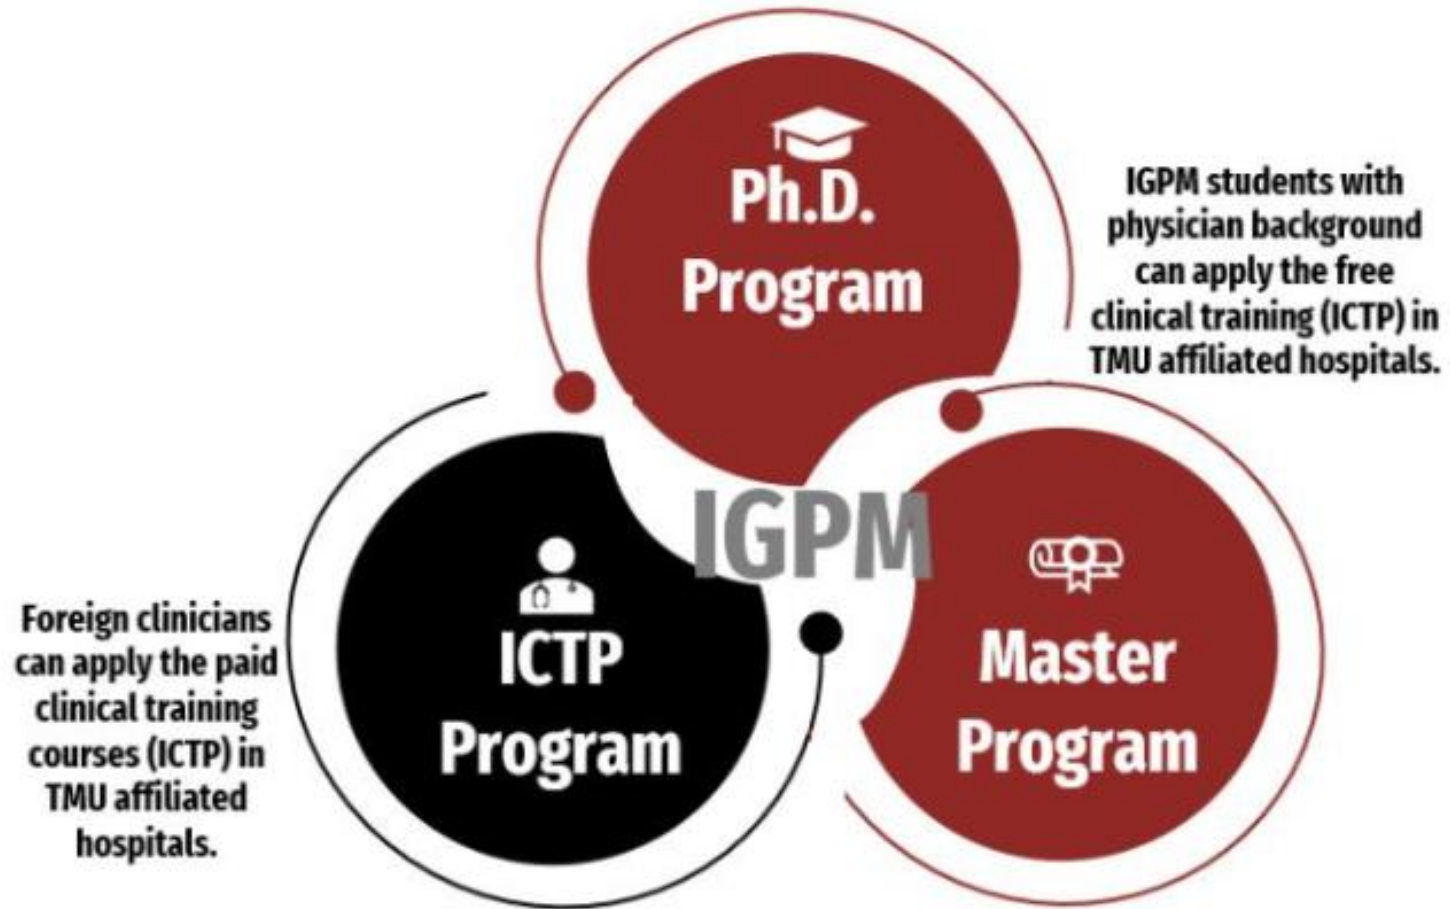 Ph.D.
Program
IGPM students with
physician background
can apply the free
clinical training (ICTP) in
TMU affiliated hospitals.
IGPM
ICTP
Program
Master
Program
Foreign clinicians
can apply the paid
clinical training
courses (ICTP) in
TMU affiliated
hospitals.